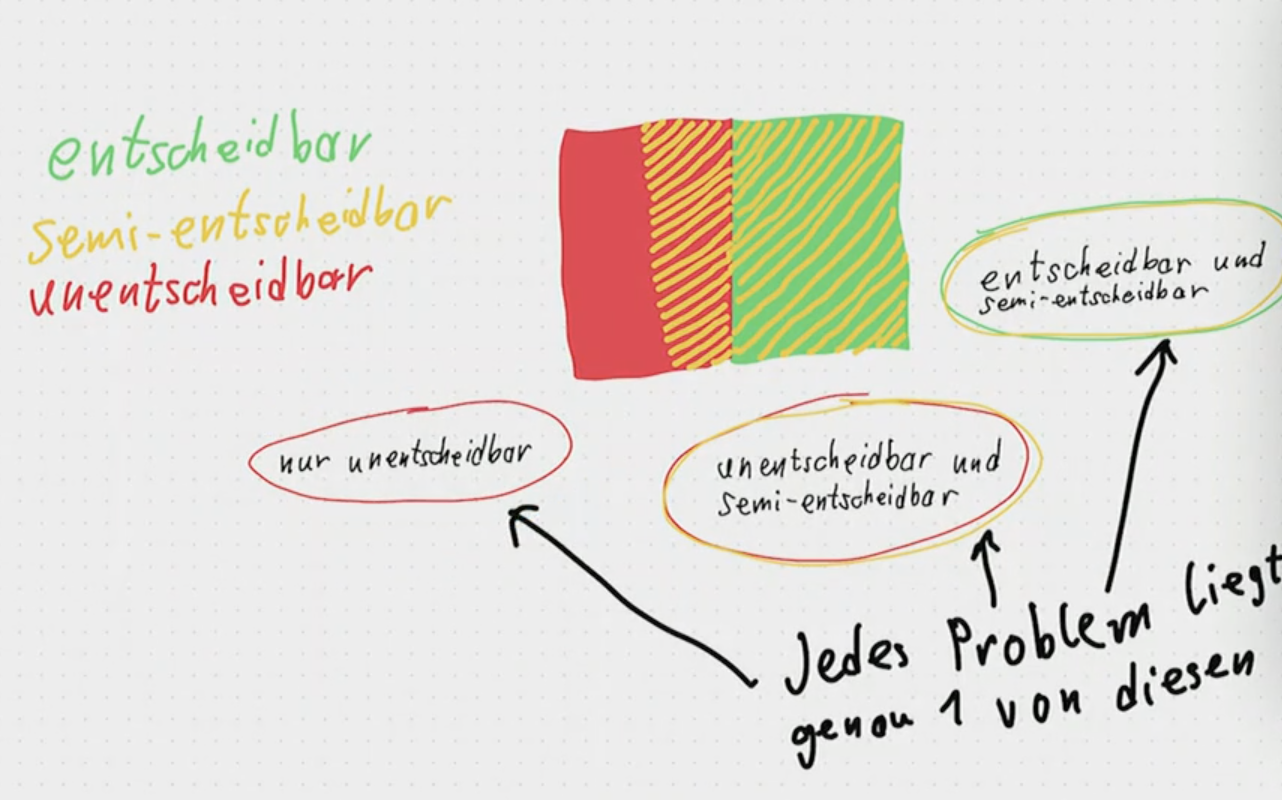 entscheidbar
semi-entscheidbar
unentscheidbar
entscheidbar und
semi-entscheidbar
nur unentscheidbar
unentscheidbar und
semi-entscheidbar
Jedes Problem liegt
genau 1 von diesen